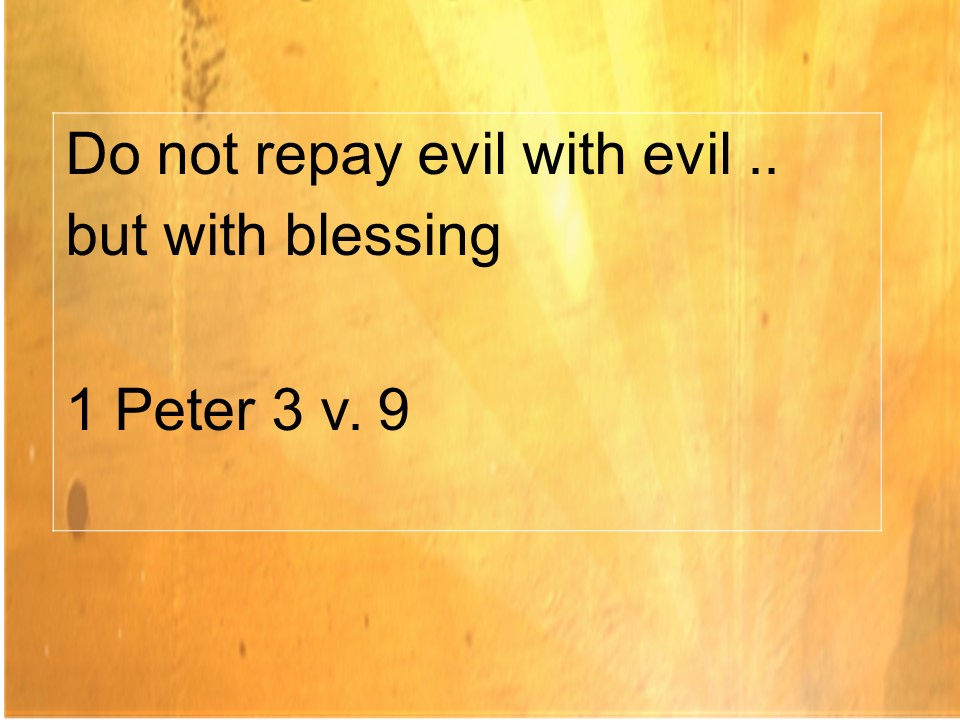 Do not repay evil with evil ..
but with blessing
1 Peter 3 v. 9